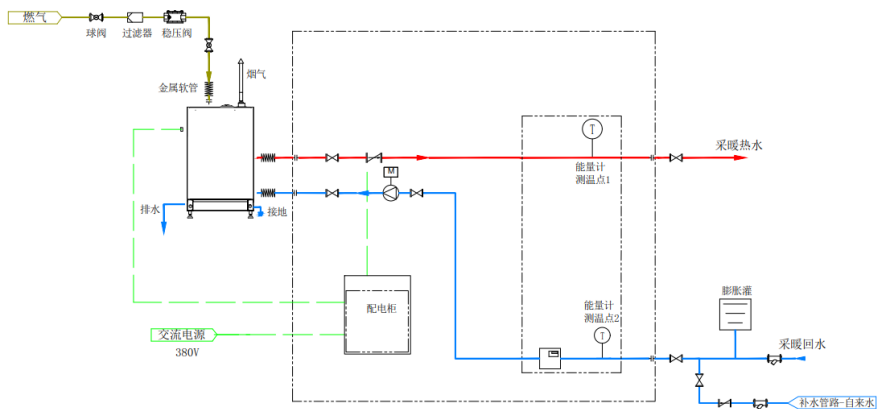 燃气
球阀
过滤器
稳压阀
金属软管
烟气
T
采暖热水
能量计
测温点1
M
排水
接地
配电柜
能量计
测温点2
T
膨胀灌
交流电源
380V
采暖回水
补水管路-自来水